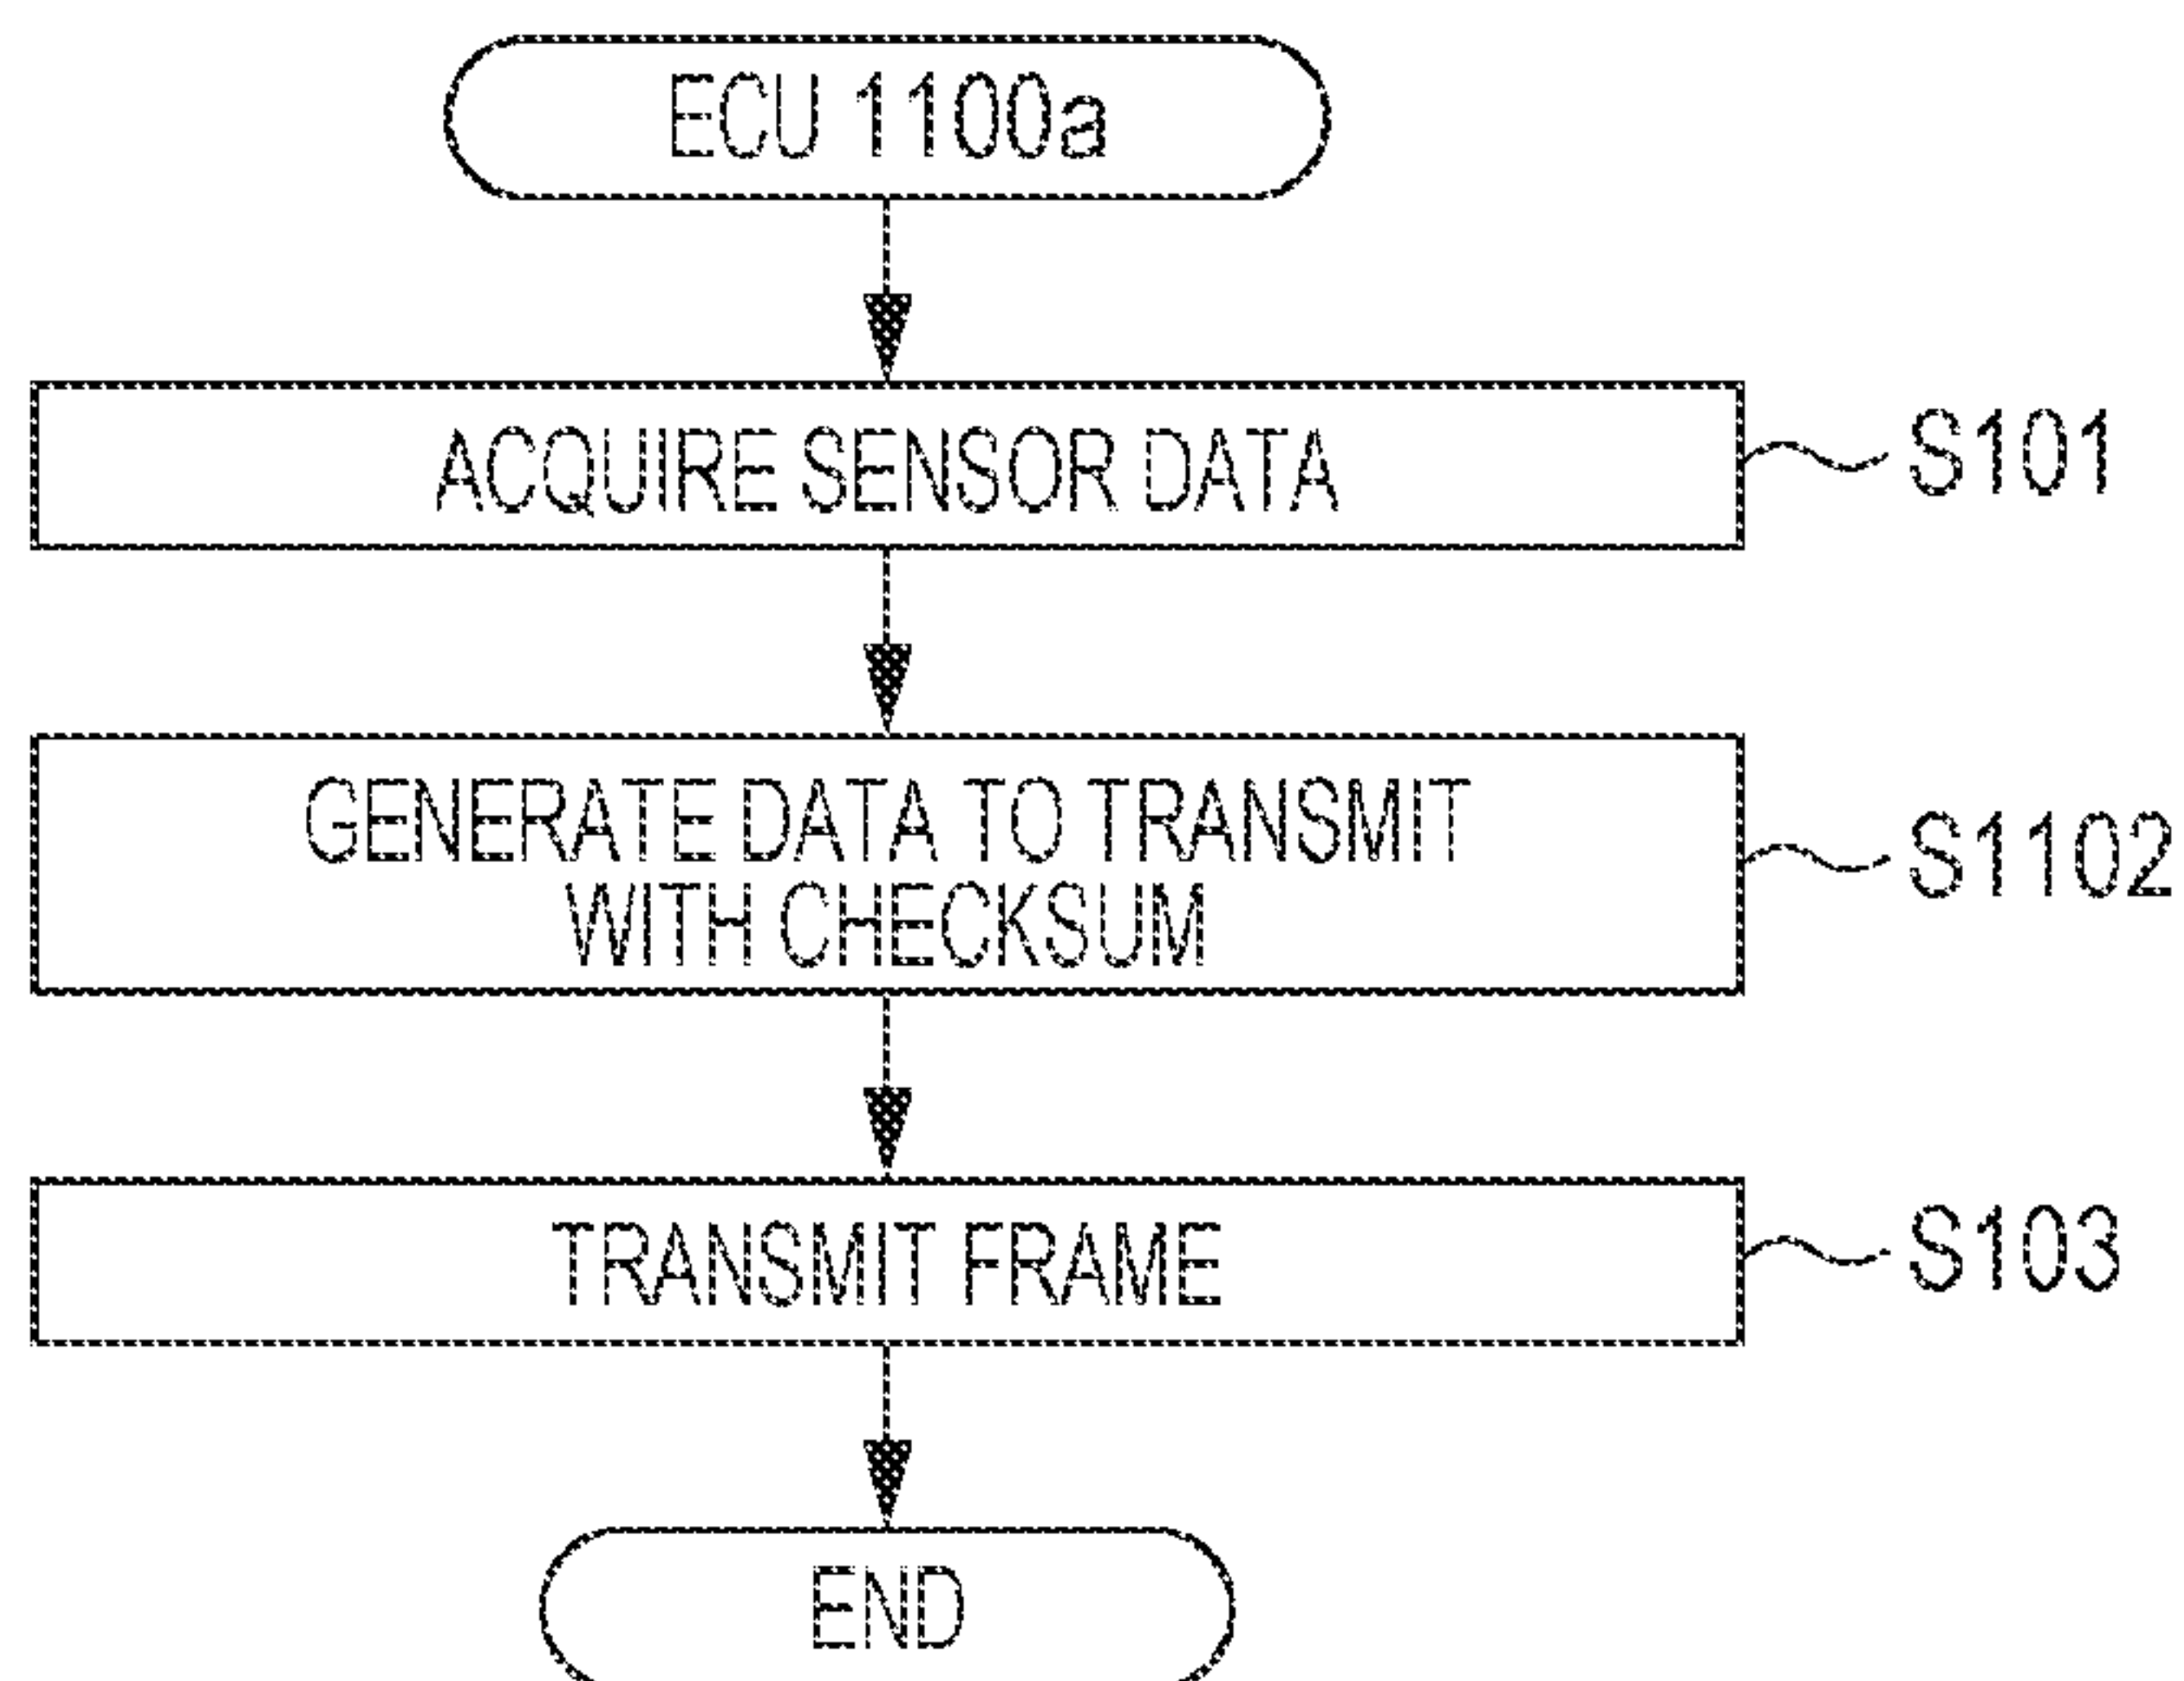 ECU 1100a
ACQUIRE SENSOR DATA
S101
GENERATE DATA TO TRANSMIT
WITH CHECKSUM
S1102
TRANSMIT FRAME
S103
END